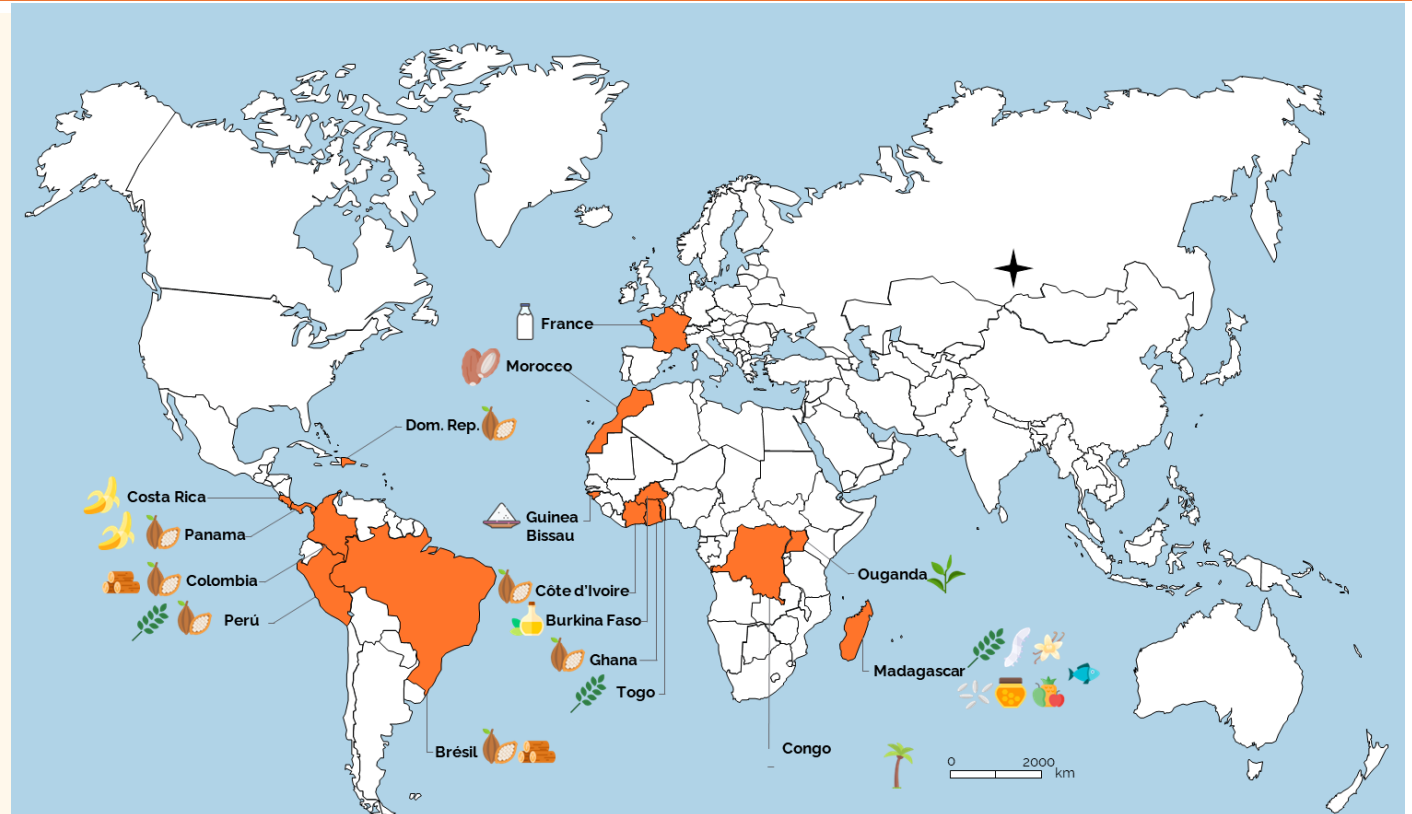 France
Morocco
Dom. Rep.
Costa Rica
Panama
Guinea
Bissau
Colombia
Ouganda
Côte d'Ivoire
Perú
Burkina Faso
Ghana
Madagascar
Togo
Brésil
Congo
0 2000
km